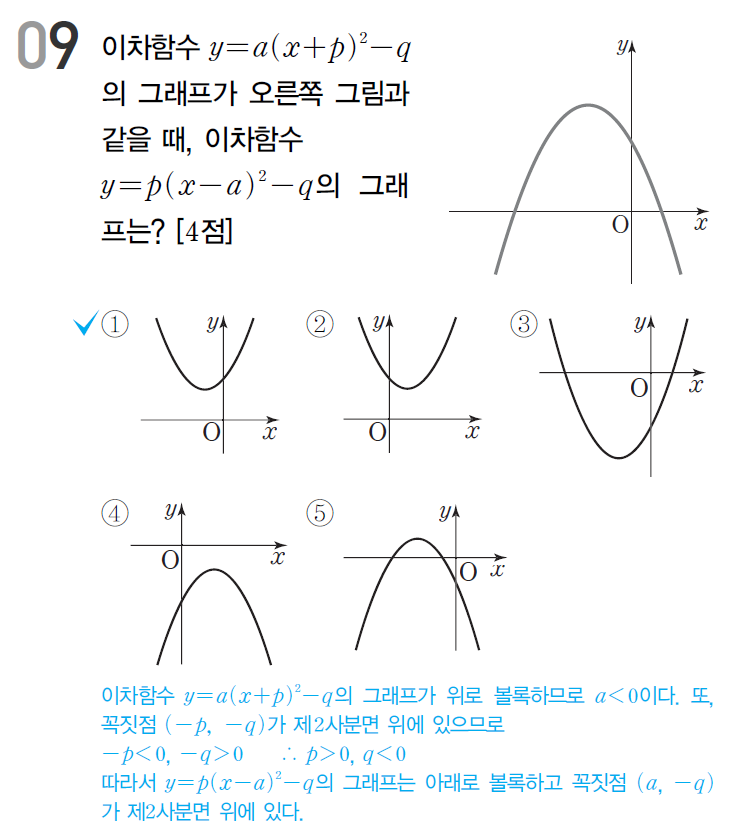 09 이차함수 y=a(x+p)²-q
의 그래프가 오른쪽 그림과
같을 때, 이차함수
y=p(x-a)²-q의 그래
프는? [4점]
y
O
x
① y O x
② y O x
③ y O x
④ y O x
⑤ y O x
이차함수 y=a(x+p)²-q의 그래프가 위로 볼록하므로 a<0이다. 또,
꼭짓점 (-p, -q)가 제2사분면 위에 있으므로
-p<0, -q>0 ∴ p>0, q<0
따라서 y=p(x-a)²-q의 그래프는 아래로 볼록하고 꼭짓점 (a, -q)
가 제2사분면 위에 있다.